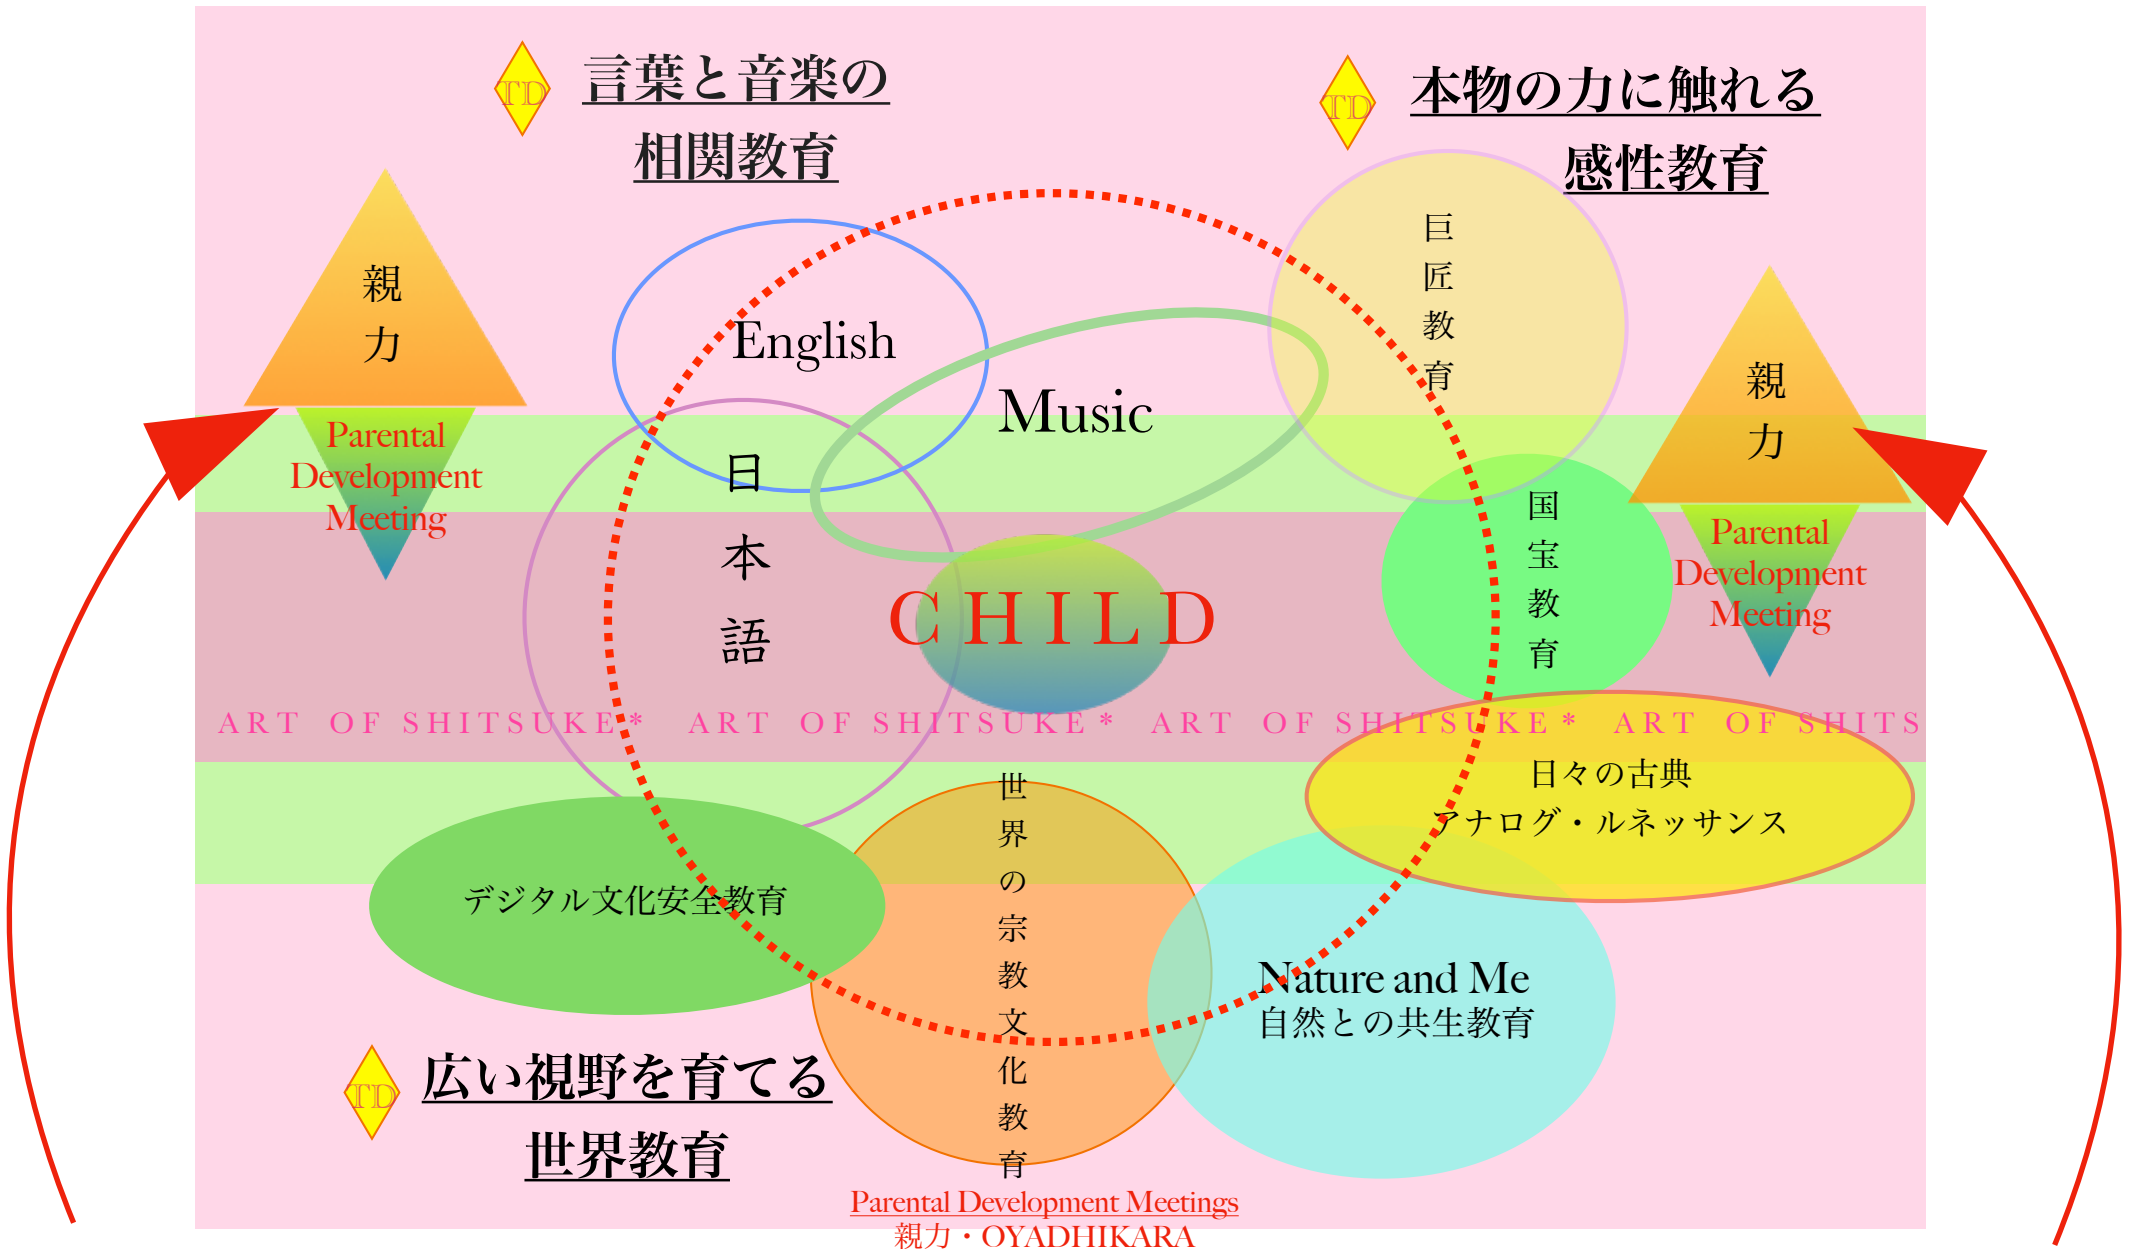 TD
言葉と音楽の
相関教育
TD
本物の力に触れる
感性教育
親力
Parental
Development
Meeting
English
Music
日本語
巨匠教育
国宝教育
親力
Parental
Development
Meeting
CHILD
ART OF SHITSUKE* ART OF SHITSUKE* ART OF SHITSUKE* ART OF SHITS
日々の古典
アナログ・ルネッサンス
デジタル文化安全教育
世界の宗教文化教育
Nature and Me
自然との共生教育
TD
広い視野を育てる
世界教育
Parental Development Meetings
親力・OYADHIKARA